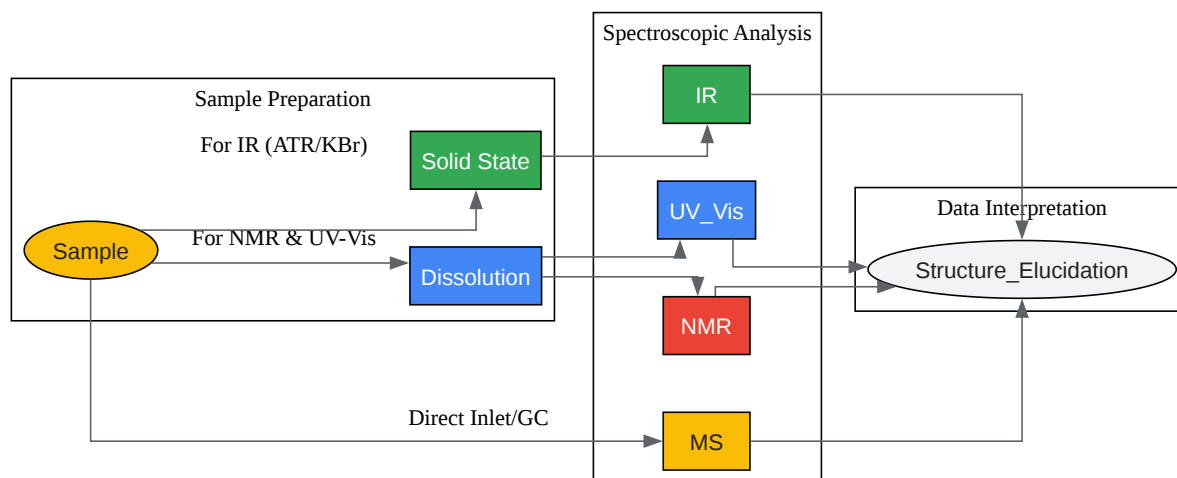 Spectroscopic Analysis
Sample Preparation
IR
For IR (ATR/KBr)
Solid State
UV_Vis
Data Interpretation
For NMR & UV-Vis
Sample
Dissolution
Structure_Elucidation
NMR
Direct Inlet/GC
MS